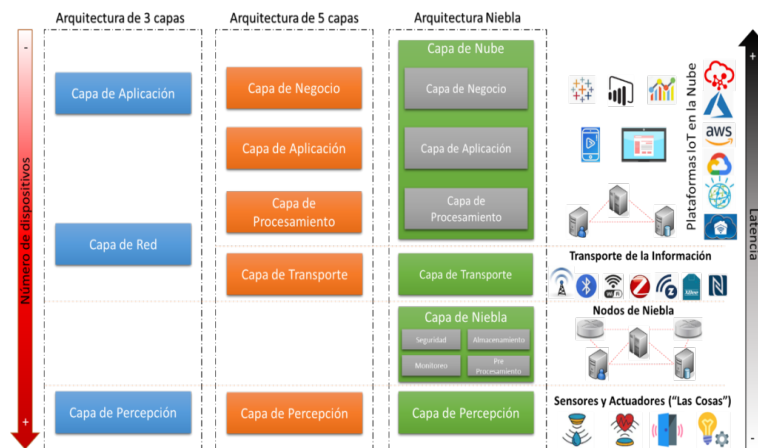 Arquitectura de 3 capas
Arquitectura de 5 capas
Arquitectura Niebla
-
Número de dispositivos
+
Capa de Aplicación
Capa de Red
Capa de Percepción
Capa de Negocio
Capa de Aplicación
Capa de
Procesamiento
Capa de Transporte
Capa de Percepción
Capa de Nube
Capa de Negocio
Capa de Aplicación
Capa de
Procesamiento
Capa de Transporte
Capa de Niebla
Seguridad
Almacenamiento
Monitoreo
Pre
Procesamiento
Capa de Percepción
Plataformas IoT en la Nube
aws
Transporte de la Información
Nodos de Niebla
Sensores y Actuadores ("Las Cosas")
+
Latencia
-